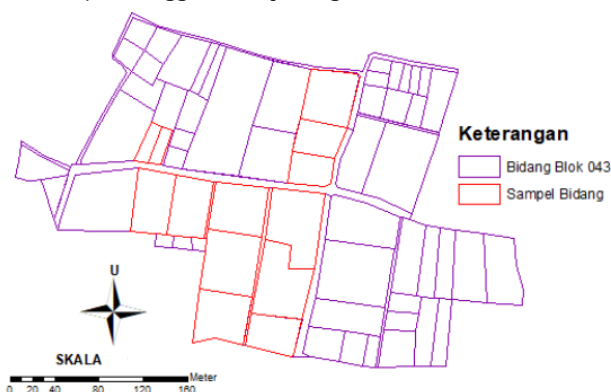 Keterangan
Bidang Blok 043
Sampel Bidang
U
SKALA
Meter
0 20 40 80 120 160